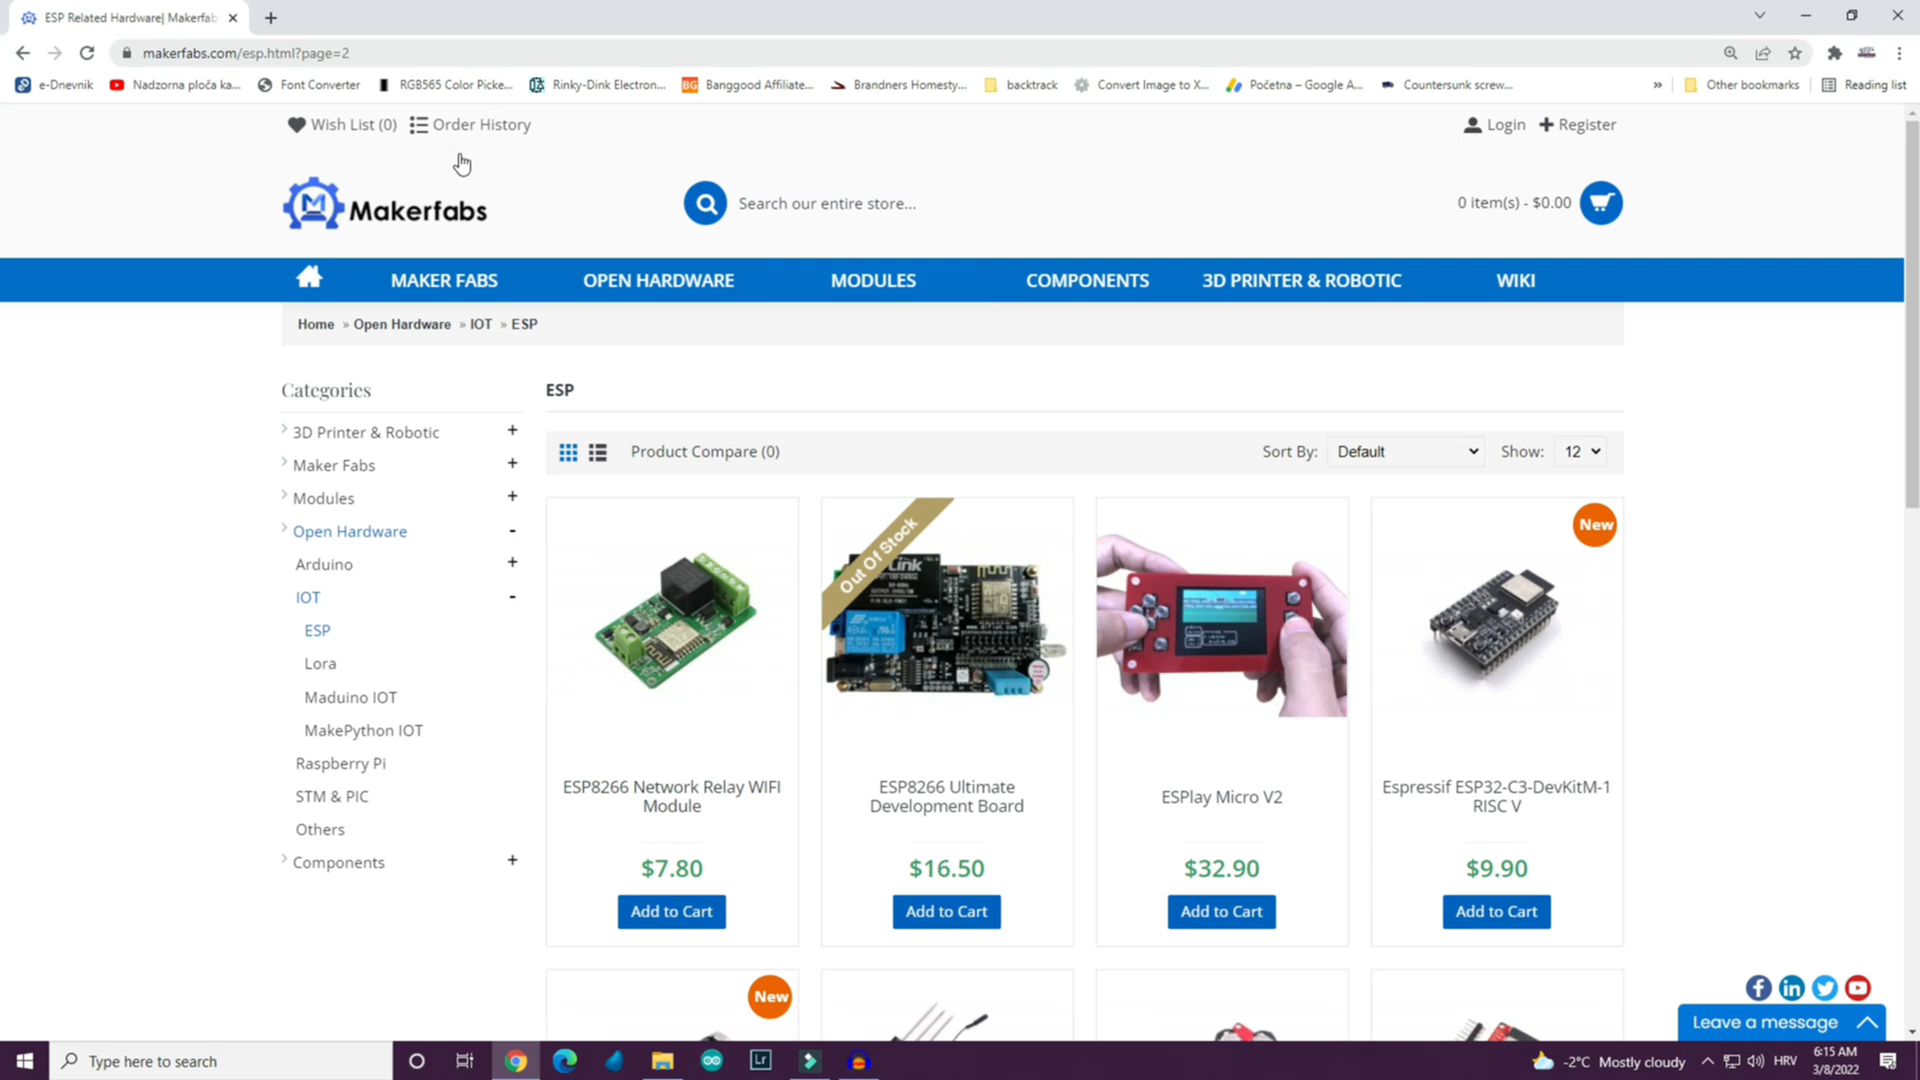 ESP Related Hardware| Makerfab
makerfabs.com/esp.html?page=2
e-Dnevnik
Nadzorna ploča ka...
Font Converter
RGB565 Color Picke...
Rinky-Dink Electron...
BG
Banggood Affiliate...
Brandners Homesty...
backtrack
Convert Image to X...
Početna – Google A...
Countersunk screw...
»
Other bookmarks
Reading list
Wish List (0)
Order History
Login
Register
Makerfabs
Search our entire store...
0 item(s) - $0.00
MAKER FABS
OPEN HARDWARE
MODULES
COMPONENTS
3D PRINTER & ROBOTIC
WIKI
Home » Open Hardware » IOT » ESP
Categories
3D Printer & Robotic +
Maker Fabs +
Modules +
Open Hardware -
Arduino +
IOT -
ESP
Lora
Maduino IOT
MakePython IOT
Raspberry Pi
STM & PIC
Others
Components +
ESP
Product Compare (0)
Sort By: Default
Show: 12
Out Of Stock
New
ESP8266 Network Relay WIFI
Module
$7.80
Add to Cart
ESP8266 Ultimate
Development Board
$16.50
Add to Cart
ESPlay Micro V2
$32.90
Add to Cart
Espressif ESP32-C3-DevKitM-1
RISC V
$9.90
Add to Cart
New
Leave a message
Type here to search
Lr
-2°C Mostly cloudy
HRV
6:15 AM
3/8/2022